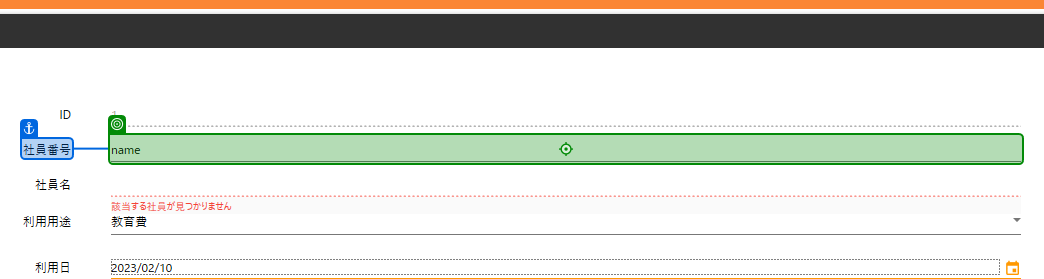 ID
社員番号 name
社員名
該当する社員が見つかりません
利用用途 教育費
利用日 2023/02/10